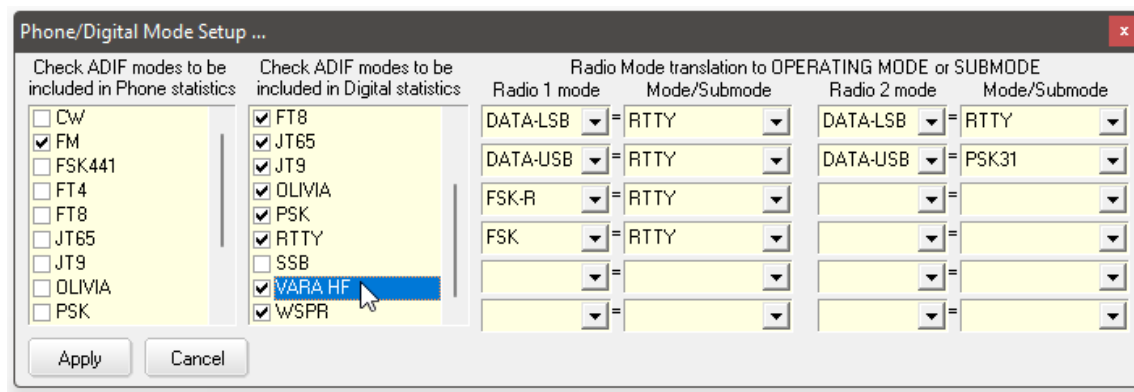 Phone/Digital Mode Setup ...
x
Check ADIF modes to be
included in Phone statistics
CW
FM
FSK441
FT4
FT8
JT65
JT9
OLIVIA
PSK
Check ADIF modes to be
included in Digital statistics
FT8
JT65
JT9
OLIVIA
PSK
RTTY
SSB
VARA HF
WSPR
Radio Mode translation to OPERATING MODE or SUBMODE
Radio 1 mode Mode/Submode Radio 2 mode Mode/Submode
DATA-LSB = RTTY DATA-LSB = RTTY
DATA-USB = RTTY DATA-USB = PSK31
FSK-R = RTTY =
FSK = RTTY =
= =
= =
Apply Cancel